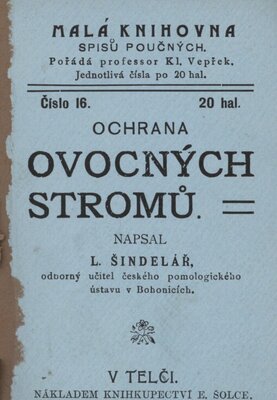 MALÁ KNIHOVNA
SPISŮ POUČNÝCH.
Pořádá professor Kl. Vepřek.
Jednotlivá čísla po 20 hal.
Číslo 16. 20 hal.
OCHRANA
OVOCNÝCH
STROMŮ.
NAPSAL
L. ŠINDELÁŘ,
odborný učitel českého pomologického
ústavu v Bohonicích.
V TELČI.
NÁKLADEM KNIHKUPECTVÍ E. ŠOLCE.